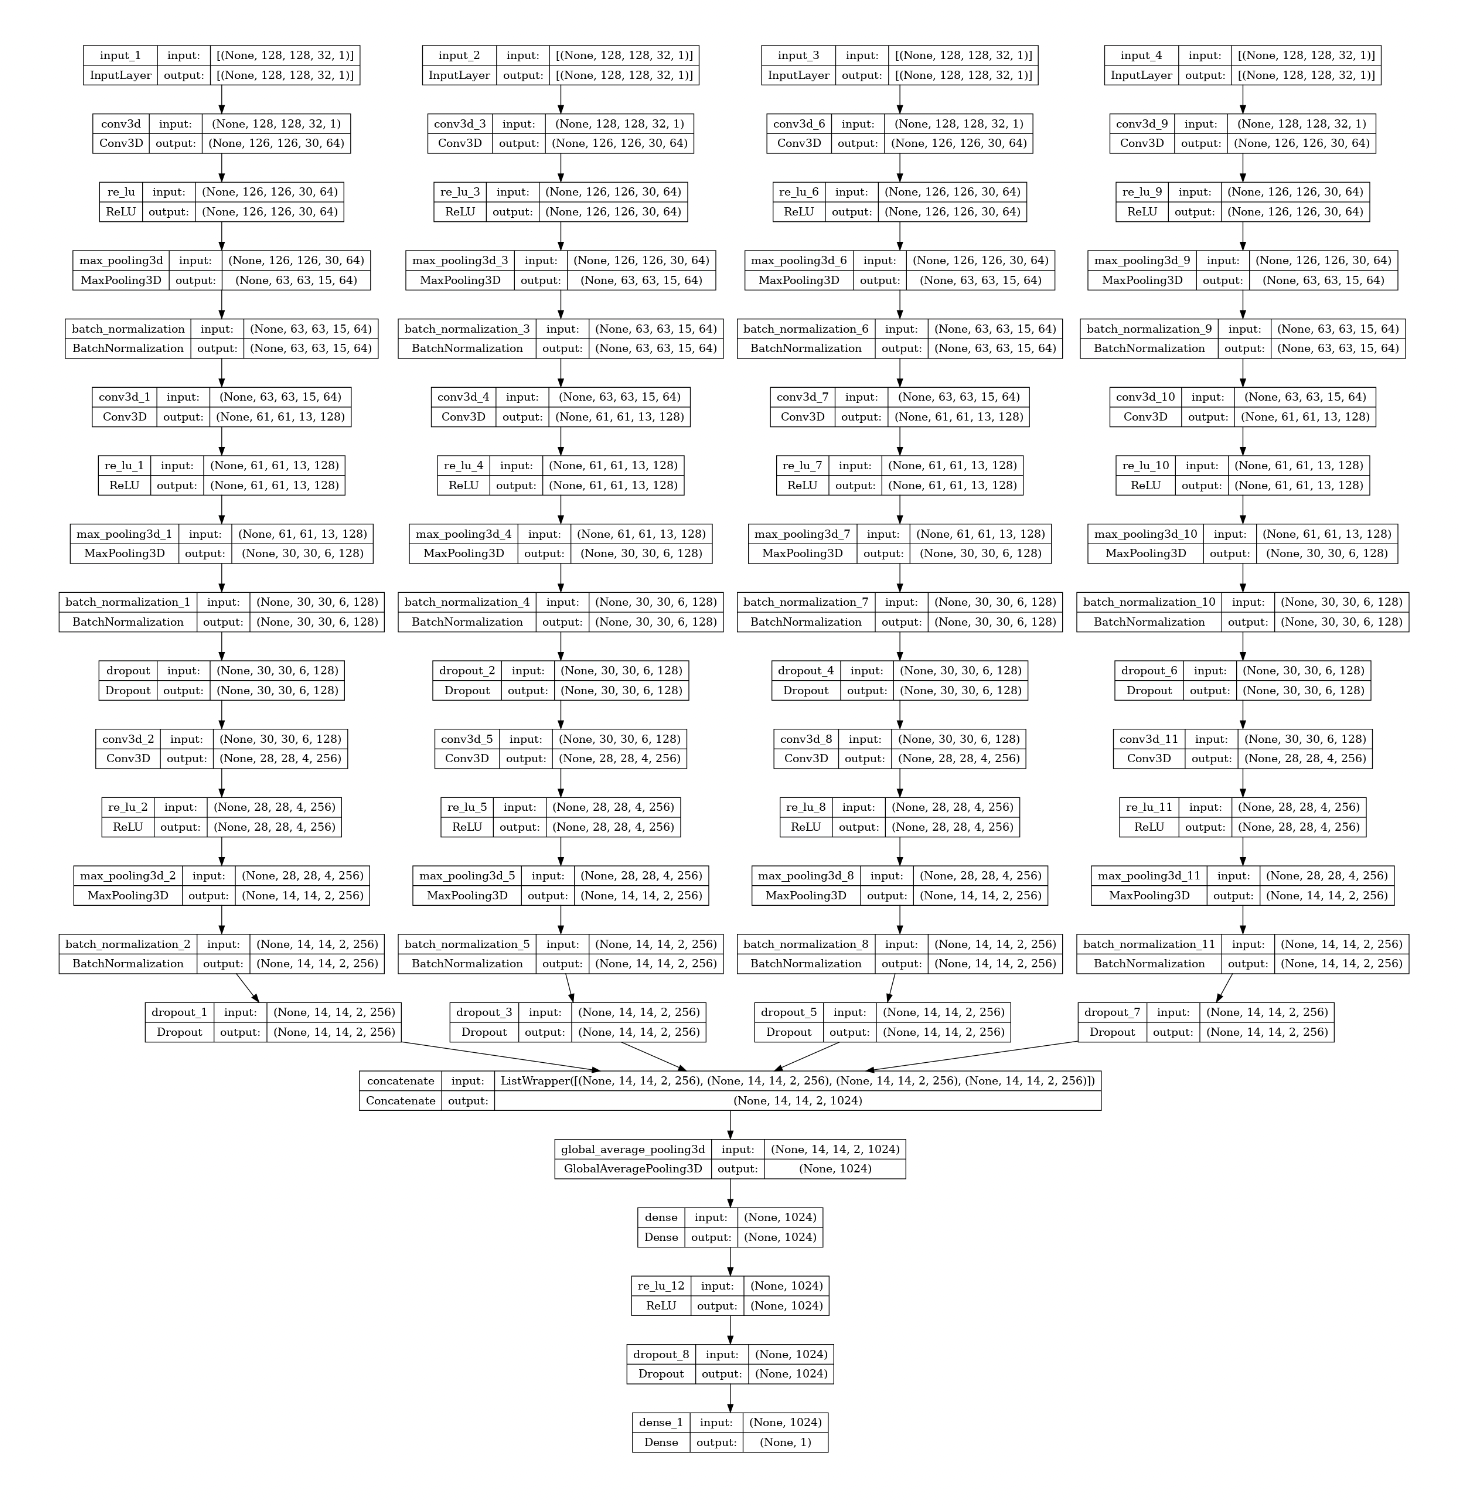 input_1 input: [(None, 128, 128, 32, 1)] input_2 input: [(None, 128, 128, 32, 1)] input_3 input: [(None, 128, 128, 32, 1)] input_4 input: [(None, 128, 128, 32, 1)]
InputLayer output: [(None, 128, 128, 32, 1)] InputLayer output: [(None, 128, 128, 32, 1)] InputLayer output: [(None, 128, 128, 32, 1)] InputLayer output: [(None, 128, 128, 32, 1)]
conv3d input: (None, 128, 128, 32, 1) conv3d_3 input: (None, 128, 128, 32, 1) conv3d_6 input: (None, 128, 128, 32, 1) conv3d_9 input: (None, 128, 128, 32, 1)
Conv3D output: (None, 126, 126, 30, 64) Conv3D output: (None, 126, 126, 30, 64) Conv3D output: (None, 126, 126, 30, 64) Conv3D output: (None, 126, 126, 30, 64)
re_lu input: (None, 126, 126, 30, 64) re_lu_3 input: (None, 126, 126, 30, 64) re_lu_6 input: (None, 126, 126, 30, 64) re_lu_9 input: (None, 126, 126, 30, 64)
ReLU output: (None, 126, 126, 30, 64) ReLU output: (None, 126, 126, 30, 64) ReLU output: (None, 126, 126, 30, 64) ReLU output: (None, 126, 126, 30, 64)
max_pooling3d input: (None, 126, 126, 30, 64) max_pooling3d_3 input: (None, 126, 126, 30, 64) max_pooling3d_6 input: (None, 126, 126, 30, 64) max_pooling3d_9 input: (None, 126, 126, 30, 64)
MaxPooling3D output: (None, 63, 63, 15, 64) MaxPooling3D output: (None, 63, 63, 15, 64) MaxPooling3D output: (None, 63, 63, 15, 64) MaxPooling3D output: (None, 63, 63, 15, 64)
batch_normalization input: (None, 63, 63, 15, 64) batch_normalization_3 input: (None, 63, 63, 15, 64) batch_normalization_6 input: (None, 63, 63, 15, 64) batch_normalization_9 input: (None, 63, 63, 15, 64)
BatchNormalization output: (None, 63, 63, 15, 64) BatchNormalization output: (None, 63, 63, 15, 64) BatchNormalization output: (None, 63, 63, 15, 64) BatchNormalization output: (None, 63, 63, 15, 64)
conv3d_1 input: (None, 63, 63, 15, 64) conv3d_4 input: (None, 63, 63, 15, 64) conv3d_7 input: (None, 63, 63, 15, 64) conv3d_10 input: (None, 63, 63, 15, 64)
Conv3D output: (None, 61, 61, 13, 128) Conv3D output: (None, 61, 61, 13, 128) Conv3D output: (None, 61, 61, 13, 128) Conv3D output: (None, 61, 61, 13, 128)
re_lu_1 input: (None, 61, 61, 13, 128) re_lu_4 input: (None, 61, 61, 13, 128) re_lu_7 input: (None, 61, 61, 13, 128) re_lu_10 input: (None, 61, 61, 13, 128)
ReLU output: (None, 61, 61, 13, 128) ReLU output: (None, 61, 61, 13, 128) ReLU output: (None, 61, 61, 13, 128) ReLU output: (None, 61, 61, 13, 128)
max_pooling3d_1 input: (None, 61, 61, 13, 128) max_pooling3d_4 input: (None, 61, 61, 13, 128) max_pooling3d_7 input: (None, 61, 61, 13, 128) max_pooling3d_10 input: (None, 61, 61, 13, 128)
MaxPooling3D output: (None, 30, 30, 6, 128) MaxPooling3D output: (None, 30, 30, 6, 128) MaxPooling3D output: (None, 30, 30, 6, 128) MaxPooling3D output: (None, 30, 30, 6, 128)
batch_normalization_1 input: (None, 30, 30, 6, 128) batch_normalization_4 input: (None, 30, 30, 6, 128) batch_normalization_7 input: (None, 30, 30, 6, 128) batch_normalization_10 input: (None, 30, 30, 6, 128)
BatchNormalization output: (None, 30, 30, 6, 128) BatchNormalization output: (None, 30, 30, 6, 128) BatchNormalization output: (None, 30, 30, 6, 128) BatchNormalization output: (None, 30, 30, 6, 128)
dropout input: (None, 30, 30, 6, 128) dropout_2 input: (None, 30, 30, 6, 128) dropout_4 input: (None, 30, 30, 6, 128) dropout_6 input: (None, 30, 30, 6, 128)
Dropout output: (None, 30, 30, 6, 128) Dropout output: (None, 30, 30, 6, 128) Dropout output: (None, 30, 30, 6, 128) Dropout output: (None, 30, 30, 6, 128)
conv3d_2 input: (None, 30, 30, 6, 128) conv3d_5 input: (None, 30, 30, 6, 128) conv3d_8 input: (None, 30, 30, 6, 128) conv3d_11 input: (None, 30, 30, 6, 128)
Conv3D output: (None, 28, 28, 4, 256) Conv3D output: (None, 28, 28, 4, 256) Conv3D output: (None, 28, 28, 4, 256) Conv3D output: (None, 28, 28, 4, 256)
re_lu_2 input: (None, 28, 28, 4, 256) re_lu_5 input: (None, 28, 28, 4, 256) re_lu_8 input: (None, 28, 28, 4, 256) re_lu_11 input: (None, 28, 28, 4, 256)
ReLU output: (None, 28, 28, 4, 256) ReLU output: (None, 28, 28, 4, 256) ReLU output: (None, 28, 28, 4, 256) ReLU output: (None, 28, 28, 4, 256)
max_pooling3d_2 input: (None, 28, 28, 4, 256) max_pooling3d_5 input: (None, 28, 28, 4, 256) max_pooling3d_8 input: (None, 28, 28, 4, 256) max_pooling3d_11 input: (None, 28, 28, 4, 256)
MaxPooling3D output: (None, 14, 14, 2, 256) MaxPooling3D output: (None, 14, 14, 2, 256) MaxPooling3D output: (None, 14, 14, 2, 256) MaxPooling3D output: (None, 14, 14, 2, 256)
batch_normalization_2 input: (None, 14, 14, 2, 256) batch_normalization_5 input: (None, 14, 14, 2, 256) batch_normalization_8 input: (None, 14, 14, 2, 256) batch_normalization_11 input: (None, 14, 14, 2, 256)
BatchNormalization output: (None, 14, 14, 2, 256) BatchNormalization output: (None, 14, 14, 2, 256) BatchNormalization output: (None, 14, 14, 2, 256) BatchNormalization output: (None, 14, 14, 2, 256)
dropout_1 input: (None, 14, 14, 2, 256) dropout_3 input: (None, 14, 14, 2, 256) dropout_5 input: (None, 14, 14, 2, 256) dropout_7 input: (None, 14, 14, 2, 256)
Dropout output: (None, 14, 14, 2, 256) Dropout output: (None, 14, 14, 2, 256) Dropout output: (None, 14, 14, 2, 256) Dropout output: (None, 14, 14, 2, 256)
concatenate input: ListWrapper([(None, 14, 14, 2, 256), (None, 14, 14, 2, 256), (None, 14, 14, 2, 256), (None, 14, 14, 2, 256)])
Concatenate output: (None, 14, 14, 2, 1024)
global_average_pooling3d input: (None, 14, 14, 2, 1024)
GlobalAveragePooling3D output: (None, 1024)
dense input: (None, 1024)
Dense output: (None, 1024)
re_lu_12 input: (None, 1024)
ReLU output: (None, 1024)
dropout_8 input: (None, 1024)
Dropout output: (None, 1024)
dense_1 input: (None, 1024)
Dense output: (None, 1)